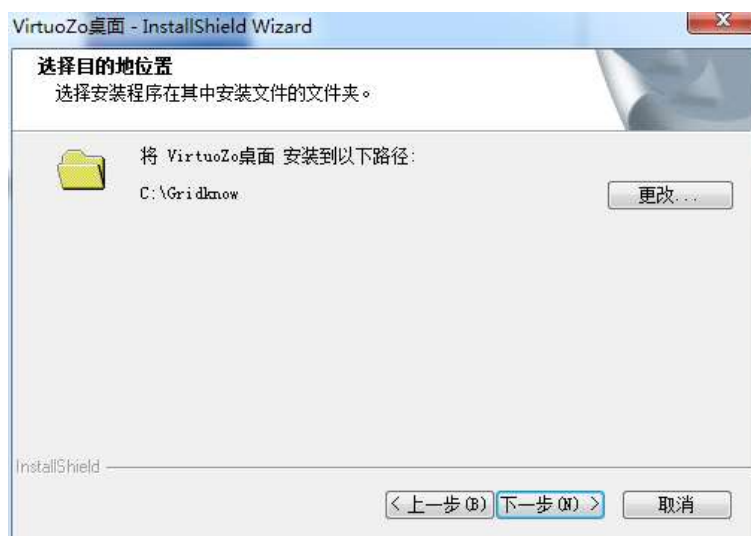 VirtuoZo桌面 - InstallShield Wizard
选择目的地位置
选择安装程序在其中安装文件的文件夹。
将 VirtuoZo桌面 安装到以下路径:
C:\Gridknow
更改...
InstallShield
< 上一步(B) 下一步(N) > 取消